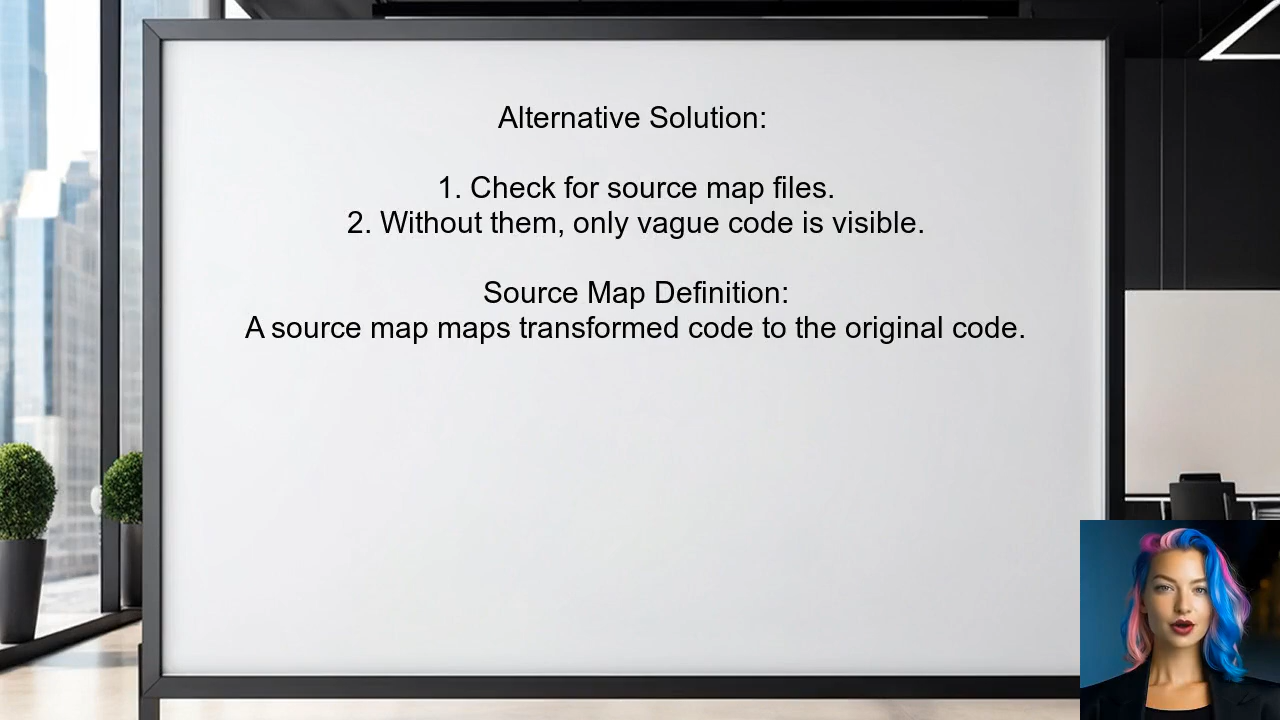 Alternative Solution:
1. Check for source map files.
2. Without them, only vague code is visible.
Source Map Definition:
A source map maps transformed code to the original code.